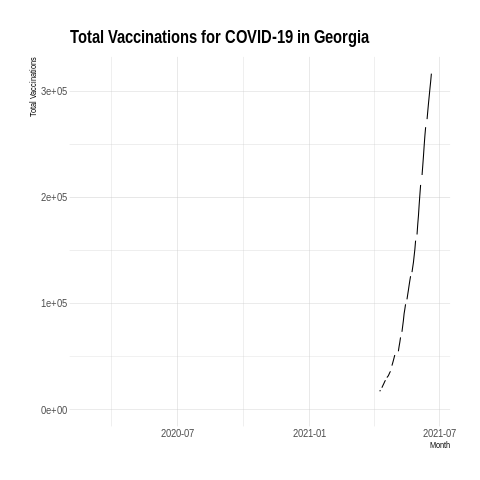 Total Vaccinations for COVID-19 in Georgia
Total Vaccinations
3e+05
2e+05
1e+05
0e+00
2020-07
2021-01
2021-07
Month